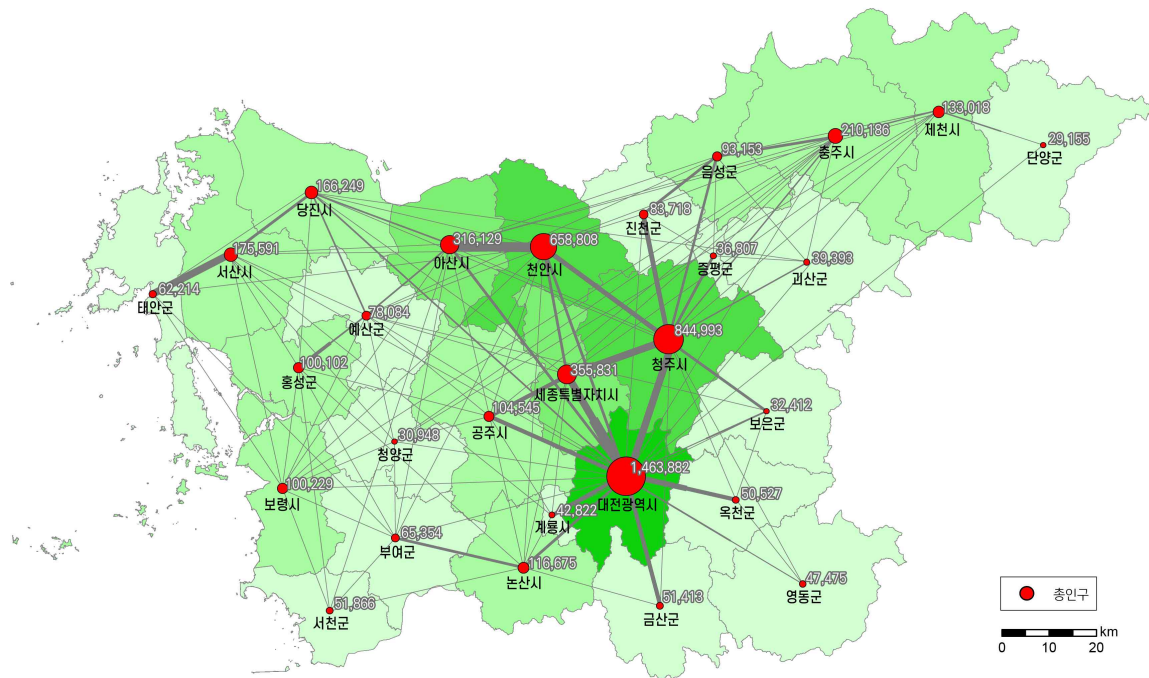 133,018
제천시
210,186
충주시
29,155
단양군
93,153
음성군
166,249
당진시
83,718
진천군
316,129
아산시
658,808
천안시
36,807
증평군
39,393
괴산군
175,591
서산시
62,214
태안군
78,084
예산군
844,993
청주시
100,102
홍성군
355,831
세종특별자치시
104,545
공주시
32,412
보은군
30,948
청양군
1,463,882
대전광역시
100,229
보령시
50,527
옥천군
42,822
계룡시
65,354
부여군
116,675
논산시
47,475
영동군
51,866
서천군
51,413
금산군
총인구
km
0 10 20